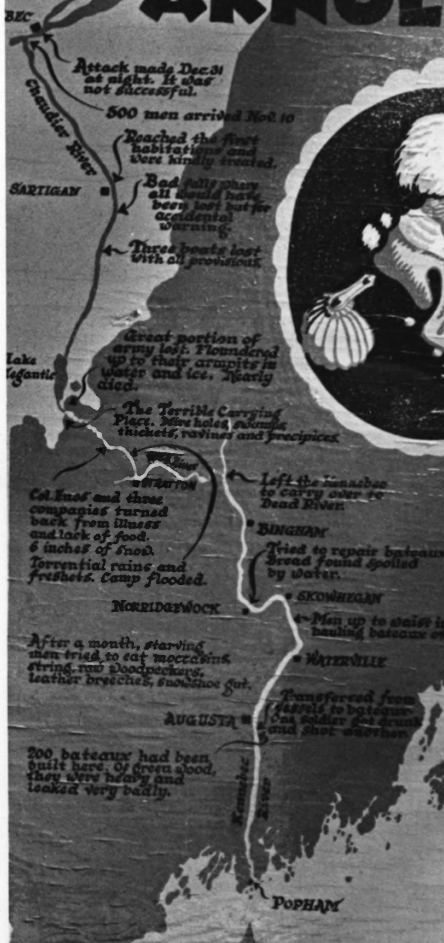 ARNOL
BEC
Attack made Dec. 31
at night. It was
not successful.
500 men arrived Nov. 10
Chaudier River
Reached the first
habitations and
were kindly treated.
SARTIGAN
Bad falls where
all would have
been lost but for
accidental
warning.
Three boats lost
with all provisions
Great portion of
army lost. Floundered
up to their armpits in
water and ice. Nearly
died.
Lake
Megantic
The Terrible Carrying
Place. Mire holes, swamps,
thickets, ravines and precipices.
STRATTON
Left the Kennebec
to carry over to
Dead River.
Col. Enos and three
companies turned
back from illness
and lack of food.
6 inches of snow.
Torrential rains and
freshets. Camp flooded.
BINGHAM
Tried to repair bateaux
Bread found spoiled
by water.
SKOWHEGAN
NORRIDGEWOCK
Men up to waist in
hauling bateaux
WATERVILLE
After a month, starving
men tried to eat moccasins,
string, raw woodpeckers,
leather breeches, snowshoe gut.
Transferred from
vessels to bateaux
One soldier got drunk
and shot another.
AUGUSTA
200 bateaux had been
built here. Of green wood,
they were heavy and
leaked very badly.
Kennebec
River
POPHAM